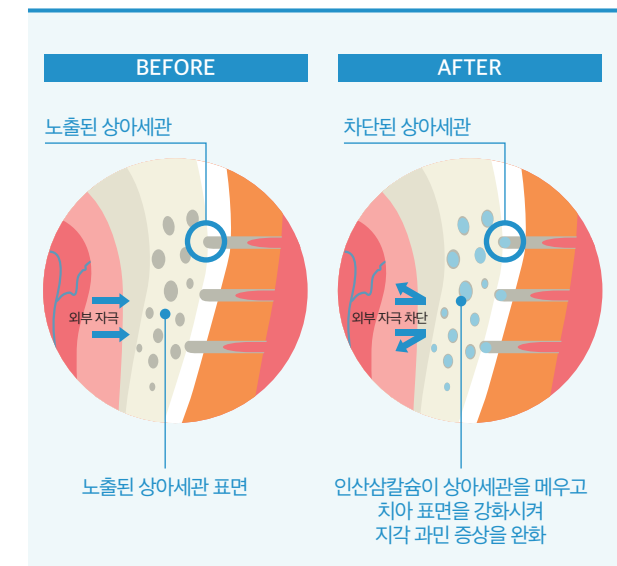 BEFORE
노출된 상아세관
외부 자극
노출된 상아세관 표면
AFTER
차단된 상아세관
외부 자극 차단
인산삼칼슘이 상아세관을 메우고
치아 표면을 강화시켜
지각 과민 증상을 완화